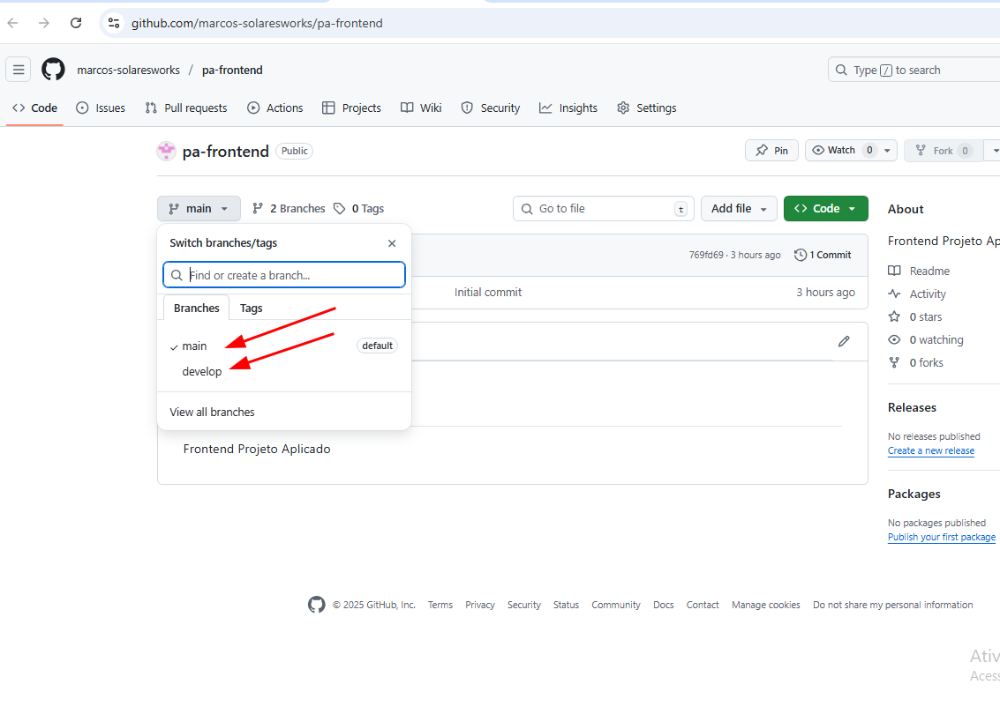 github.com/marcos-solaresworks/pa-frontend
marcos-solaresworks / pa-frontend
Type / to search
Code Issues Pull requests Actions Projects Wiki Security Insights Settings
pa-frontend Public
Pin Watch 0 Fork 0
main 2 Branches 0 Tags Go to file t Add file Code
About
Switch branches/tags
Frontend Projeto Ap
769fd69 · 3 hours ago 1 Commit
Find or create a branch...
Readme
Initial commit 3 hours ago
Activity
Branches Tags
0 stars
0 watching
main default
0 forks
develop
Releases
View all branches
No releases published
Frontend Projeto Aplicado
Create a new release
Packages
No packages published
Publish your first package
© 2025 GitHub, Inc. Terms Privacy Security Status Community Docs Contact Manage cookies Do not share my personal information
Ativ
Acess